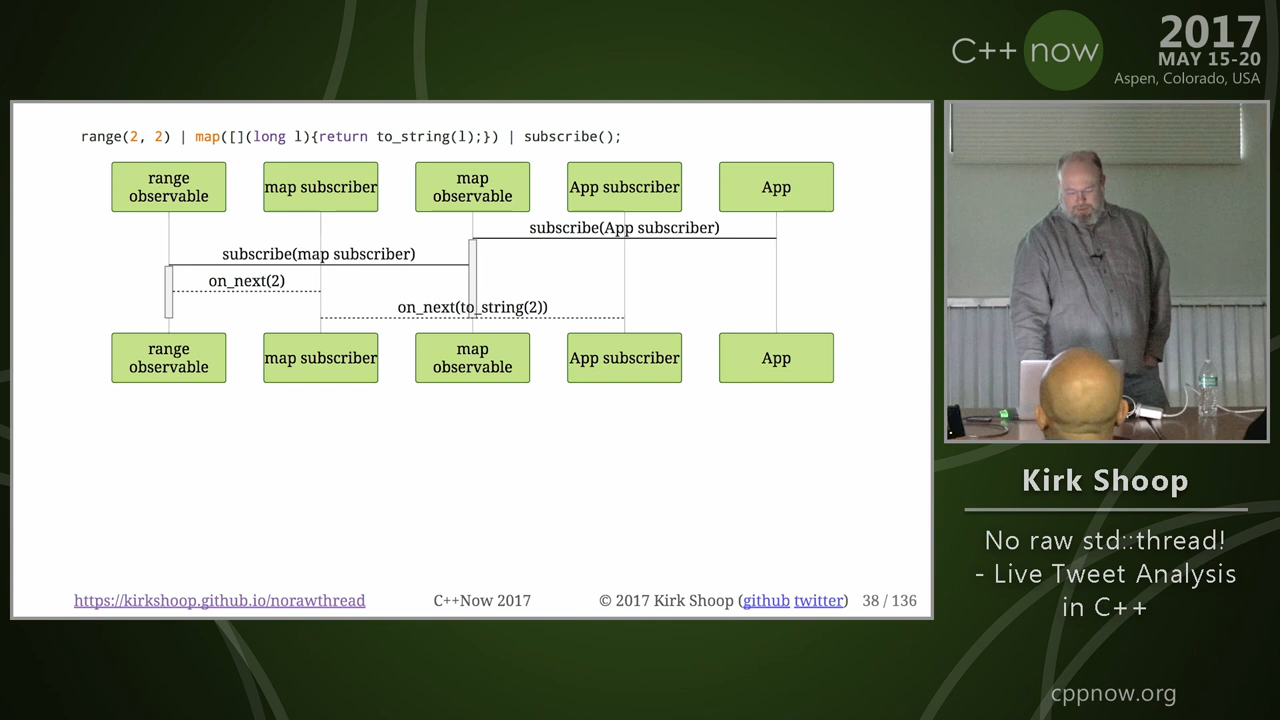 C++ now
2017
MAY 15-20
Aspen, Colorado, USA
range(2, 2) | map([](long l){return to_string(l);}) | subscribe();
range
observable
map subscriber
map
observable
App subscriber
App
subscribe(App subscriber)
subscribe(map subscriber)
on_next(2)
on_next(to_string(2))
range
observable
map subscriber
map
observable
App subscriber
App
https://kirkshoop.github.io/norawthread
C++Now 2017
© 2017 Kirk Shoop (github twitter)
38 / 136
Kirk Shoop
No raw std::thread!
- Live Tweet Analysis
in C++
cppnow.org